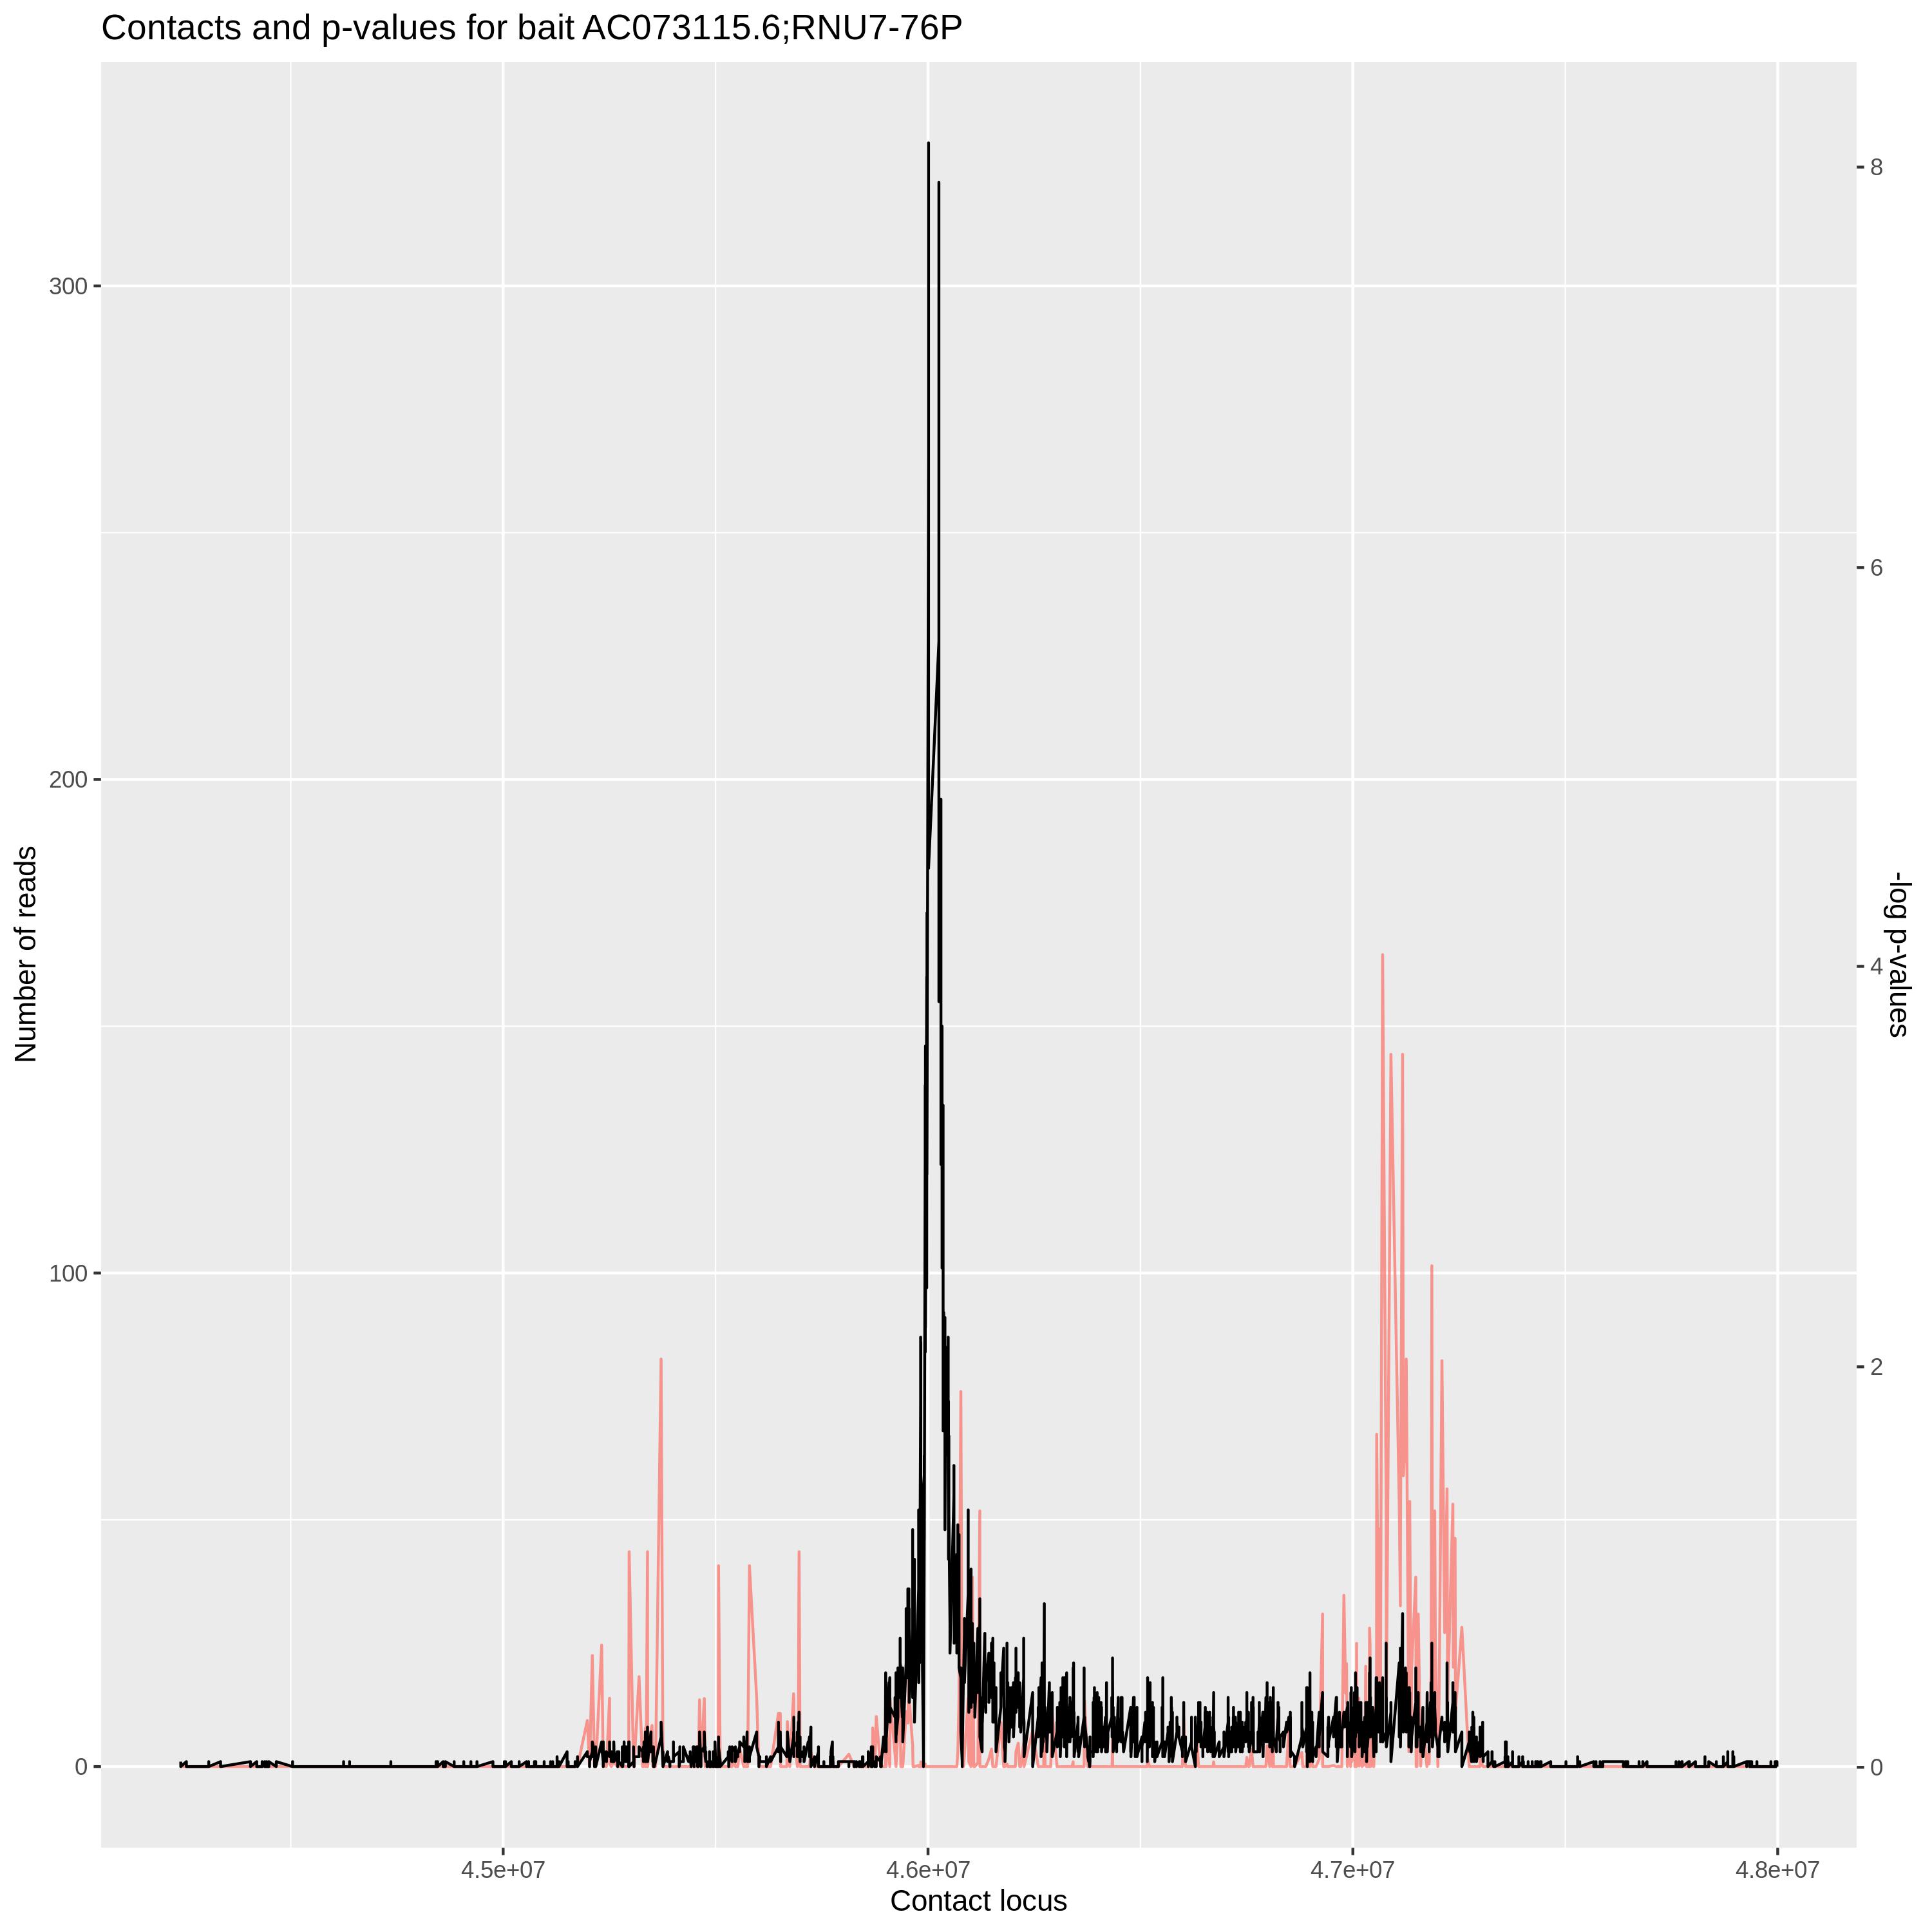 Contacts and p-values for bait AC073115.6;RNU7-76P
300
200
100
0
Number of reads
8
6
4
2
0
-log p-values
4.5e+07
4.6e+07
4.7e+07
4.8e+07
Contact locus